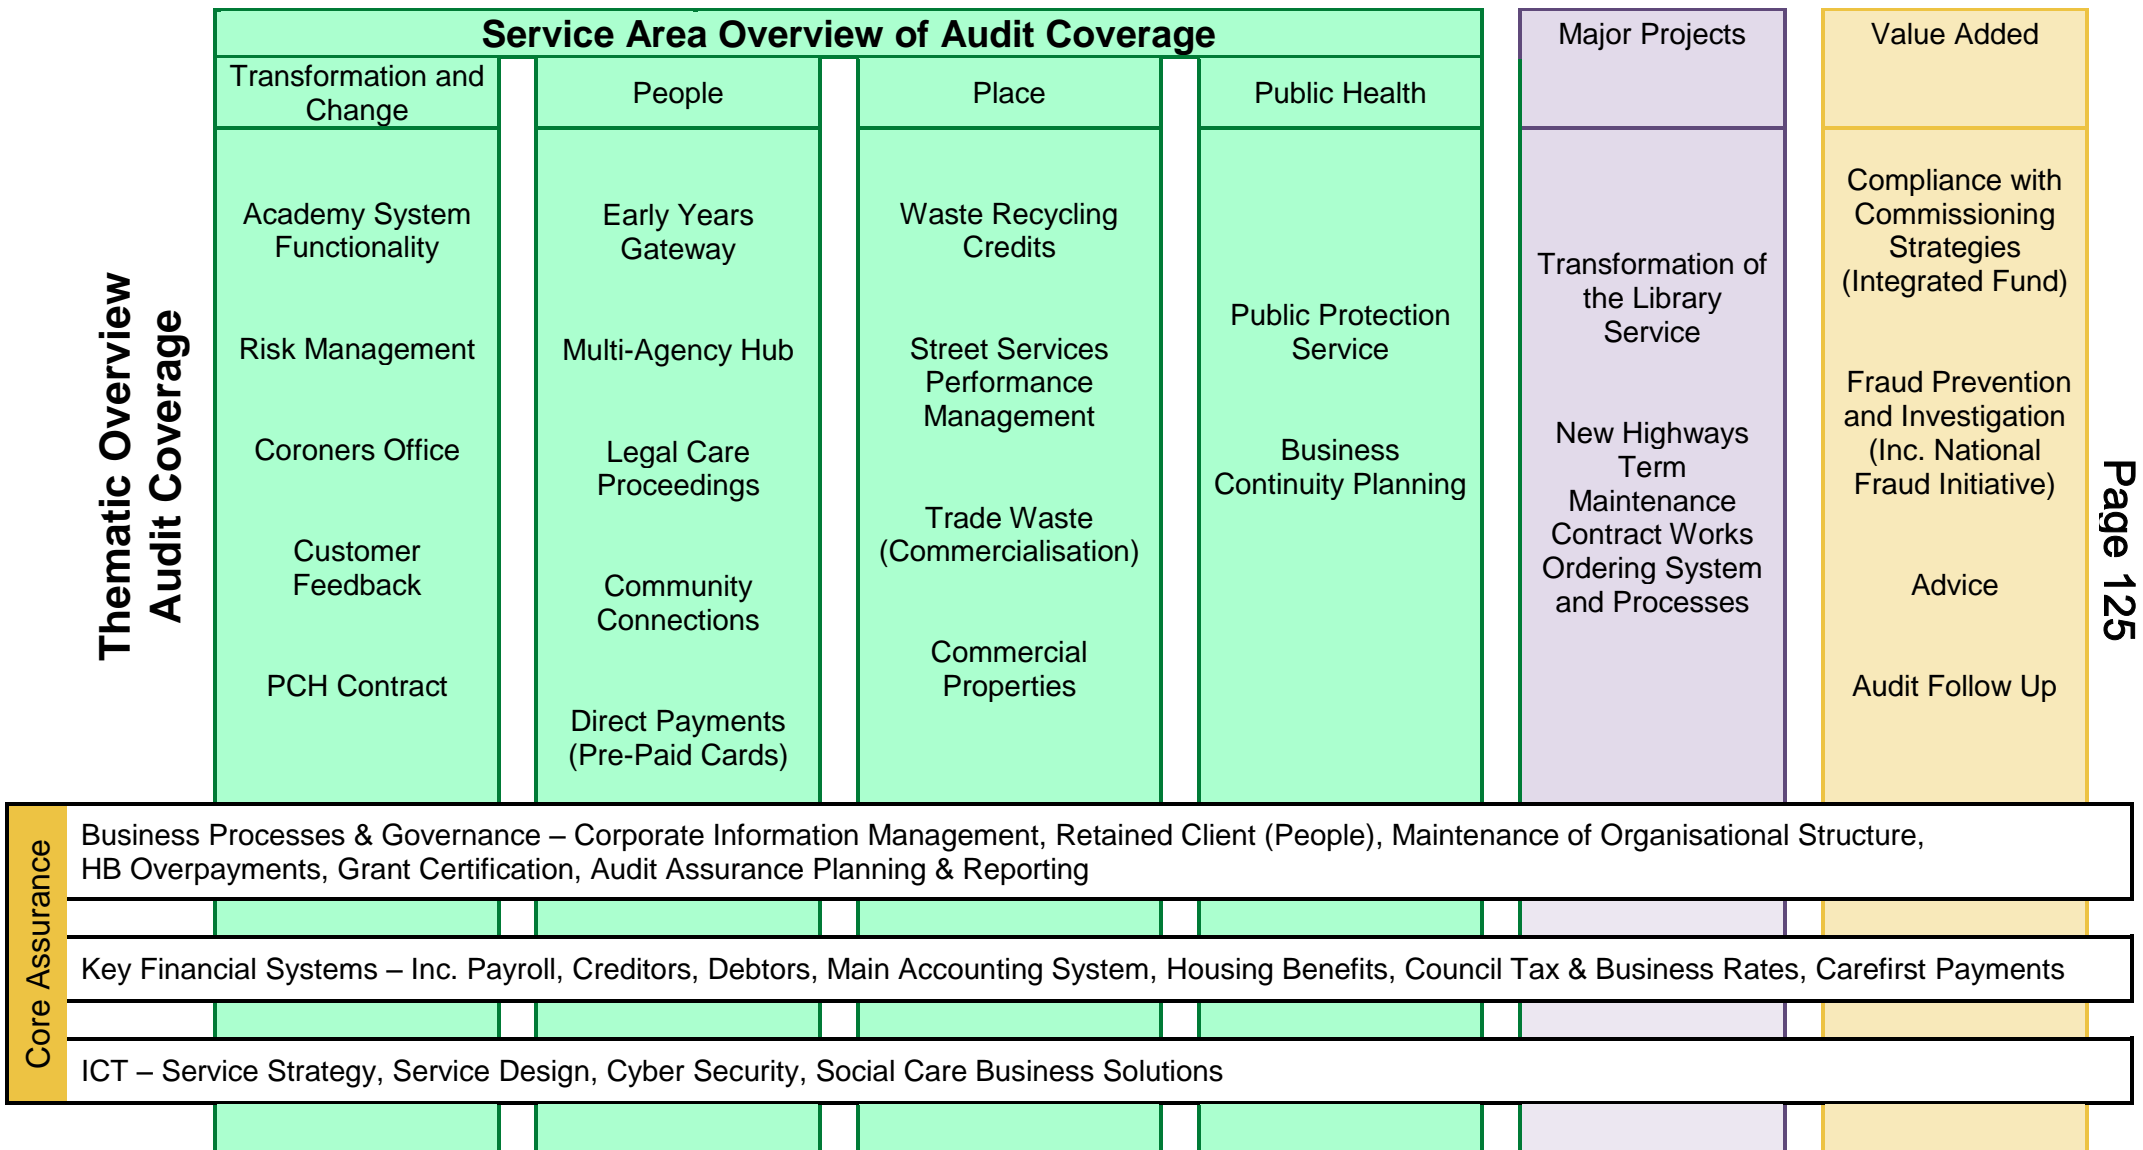 Service Area Overview of Audit Coverage
Major Projects
Value Added
Transformation and
Change
People
Place
Public Health
Thematic Overview
Audit Coverage
Academy System
Functionality
Risk Management
Coroners Office
Customer
Feedback
PCH Contract
Early Years
Gateway
Multi-Agency Hub
Legal Care
Proceedings
Community
Connections
Direct Payments
(Pre-Paid Cards)
Waste Recycling
Credits
Street Services
Performance
Management
Trade Waste
(Commercialisation)
Commercial
Properties
Public Protection
Service
Business
Continuity Planning
Transformation of
the Library
Service
New Highways
Term
Maintenance
Contract Works
Ordering System
and Processes
Compliance with
Commissioning
Strategies
(Integrated Fund)
Fraud Prevention
and Investigation
(Inc. National
Fraud Initiative)
Advice
Audit Follow Up
Page 125
Core Assurance
Business Processes & Governance – Corporate Information Management, Retained Client (People), Maintenance of Organisational Structure,
HB Overpayments, Grant Certification, Audit Assurance Planning & Reporting
Key Financial Systems – Inc. Payroll, Creditors, Debtors, Main Accounting System, Housing Benefits, Council Tax & Business Rates, Carefirst Payments
ICT – Service Strategy, Service Design, Cyber Security, Social Care Business Solutions